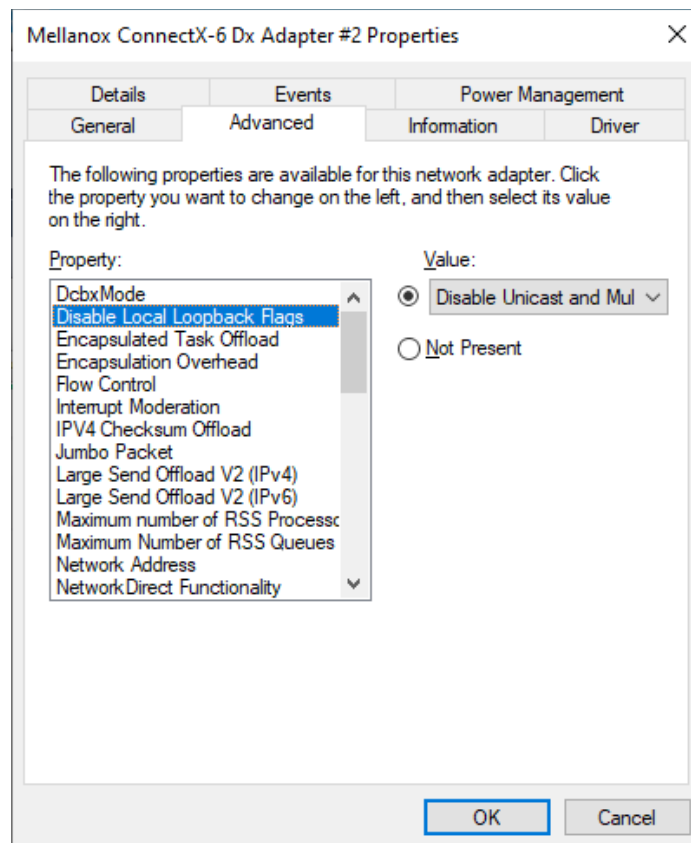 Mellanox ConnectX-6 Dx Adapter #2 Properties
Details Events Power Management
General Advanced Information Driver
The following properties are available for this network adapter. Click
the property you want to change on the left, and then select its value
on the right.
Property:
DcbxMode
Disable Local Loopback Flags
Encapsulated Task Offload
Encapsulation Overhead
Flow Control
Interrupt Moderation
IPV4 Checksum Offload
Jumbo Packet
Large Send Offload V2 (IPv4)
Large Send Offload V2 (IPv6)
Maximum number of RSS Processc
Maximum Number of RSS Queues
Network Address
NetworkDirect Functionality
Value:
Disable Unicast and Mul
Not Present
OK Cancel